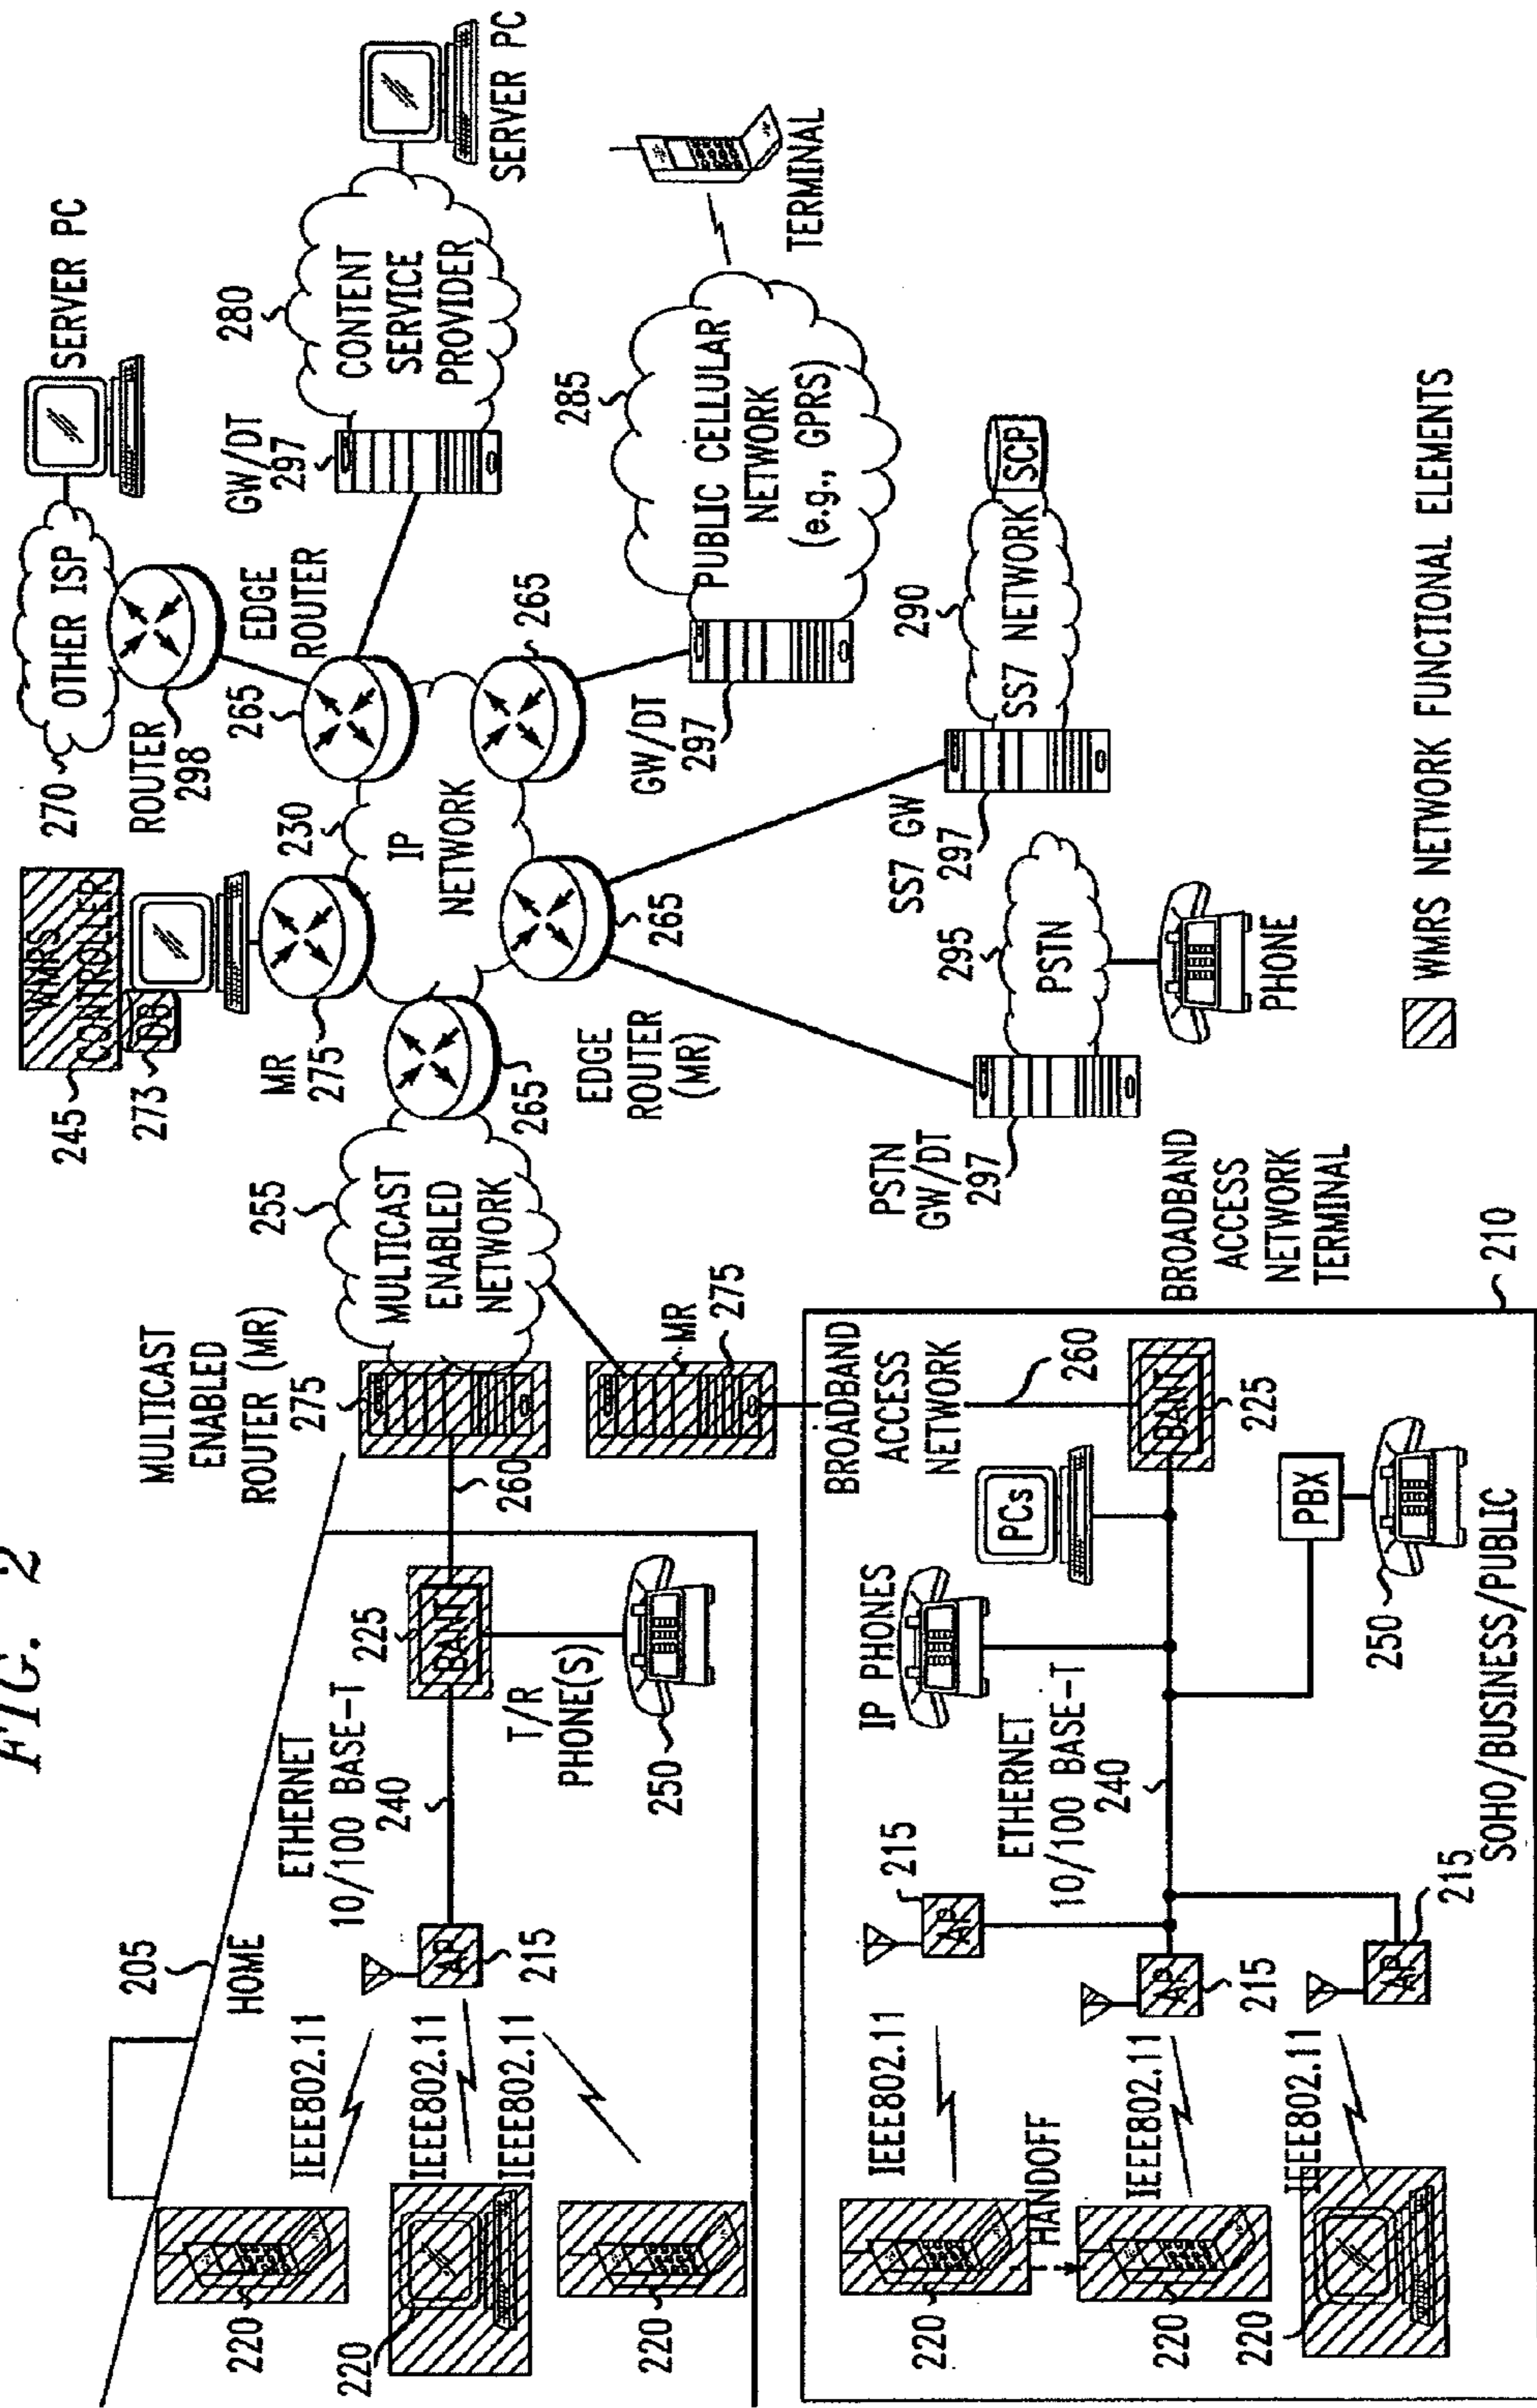 FIG. 2
205
HOME
IEEE802.11
IEEE802.11
IEEE802.11
220
220
220
AP
215
ETHERNET
10/100 BASE-T
240
BANT
225
T/R
PHONE(S)
250
260
MULTICAST
ENABLED
ROUTER (MR)
275
MR
275
255
MULTICAST
ENABLED
NETWORK
245
WMRS
CONTROLLER
273
DB
MR
275
265
EDGE
ROUTER
(MR)
230
IP
NETWORK
265
265
265
EDGE
ROUTER
270
OTHER ISP
ROUTER
298
SERVER PC
GW/DT
297
280
CONTENT
SERVICE
PROVIDER
SERVER PC
GW/DT
297
285
PUBLIC CELLULAR
NETWORK
(e.g., GPRS)
TERMINAL
SS7 GW
297
290
SS7 NETWORK
SCP
PSTN
GW/DT
297
295
PSTN
PHONE
BROADBAND
ACCESS
NETWORK
TERMINAL
210
BROADBAND
ACCESS
NETWORK
260
BANT
225
PCs
IP PHONES
PBX
250
ETHERNET
10/100 BASE-T
240
AP
215
AP
215
AP
215
IEEE802.11
HANDOFF
IEEE802.11
IEEE802.11
220
220
220
SOHO/BUSINESS/PUBLIC
WMRS NETWORK FUNCTIONAL ELEMENTS